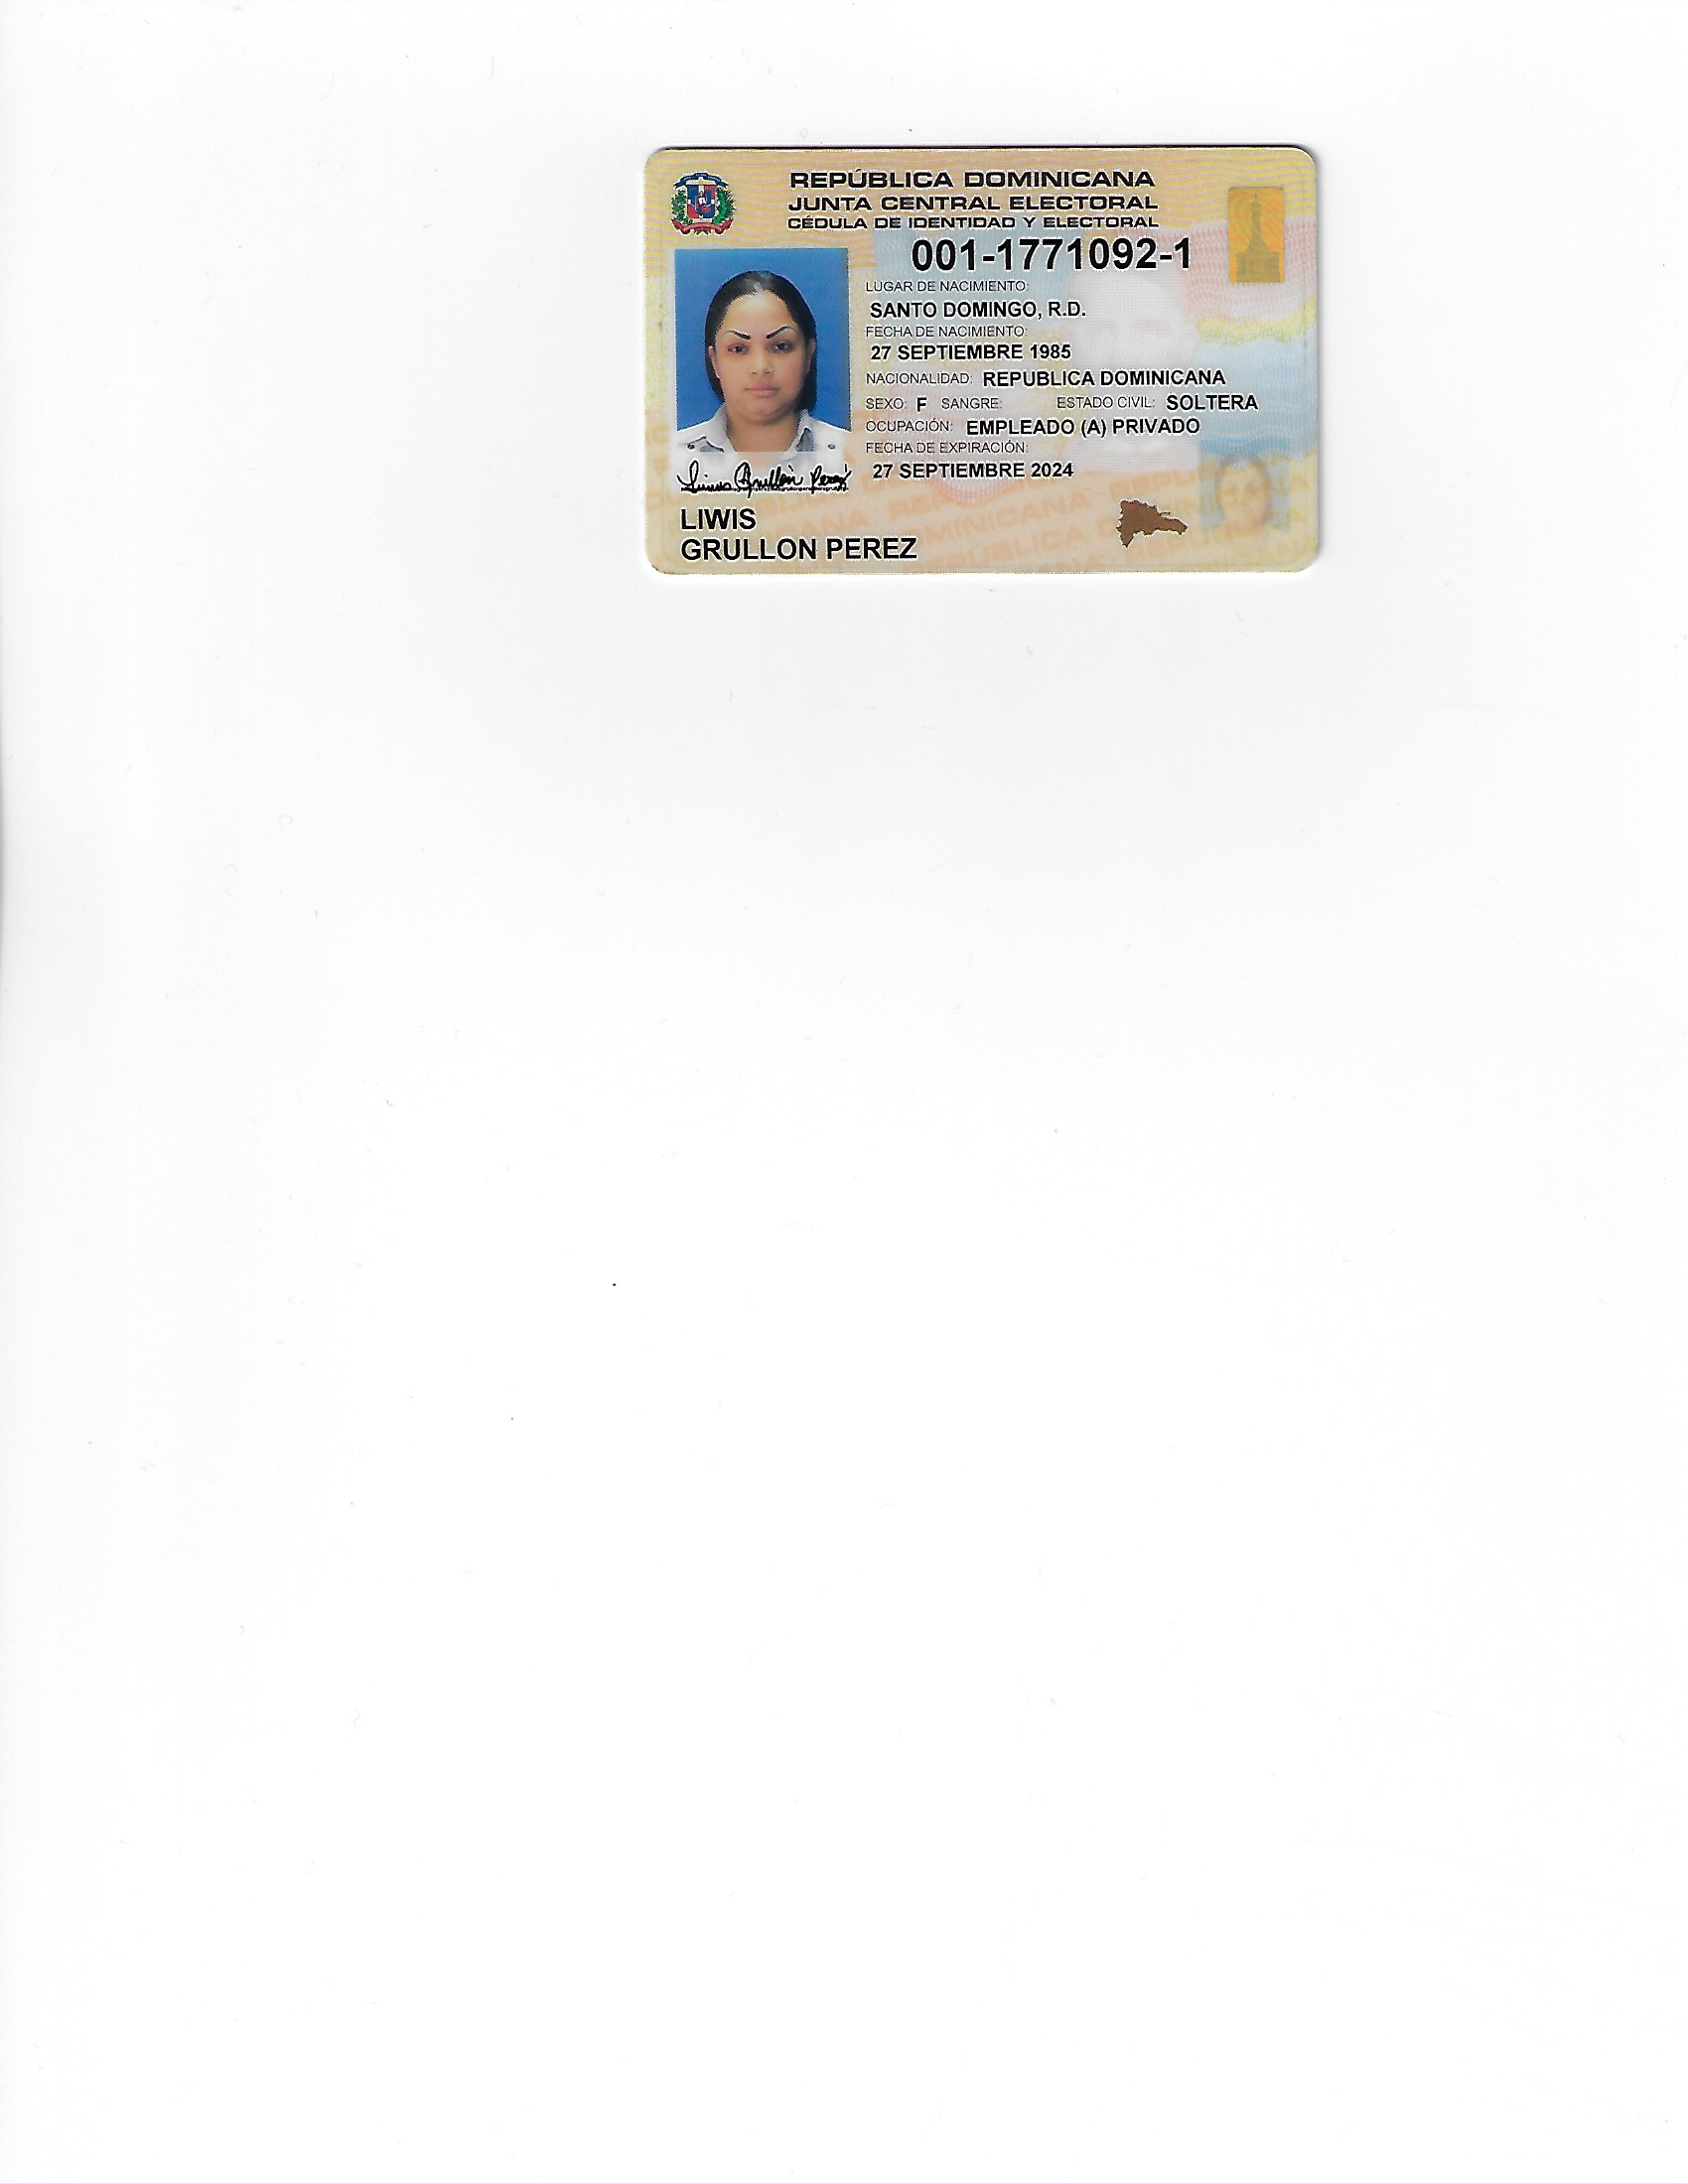 REPÚBLICA DOMINICANA
JUNTA CENTRAL ELECTORAL
CÉDULA DE IDENTIDAD Y ELECTORAL
001-1771092-1
LUGAR DE NACIMIENTO:
SANTO DOMINGO, R.D.
FECHA DE NACIMIENTO:
27 SEPTIEMBRE 1985
NACIONALIDAD: REPUBLICA DOMINICANA
SEXO: F SANGRE: ESTADO CIVIL: SOLTERA
OCUPACIÓN: EMPLEADO (A) PRIVADO
FECHA DE EXPIRACIÓN:
27 SEPTIEMBRE 2024
Liwis Grullón Perez
LIWIS
GRULLON PEREZ